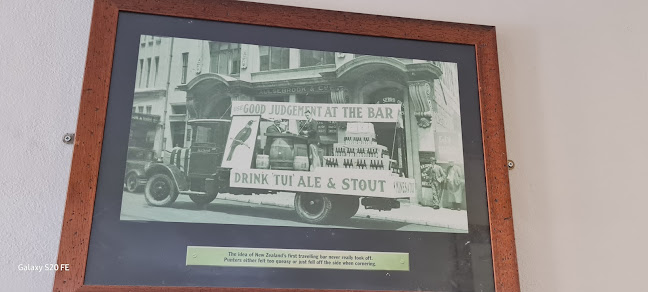 GOOD JUDGEMENT AT THE BAR
DRINK 'TUI' ALE & STOUT
The idea of New Zealand's first travelling bar never really took off.
Punters either felt too queasy or just fell off the side when cornering.
Galaxy S20 FE